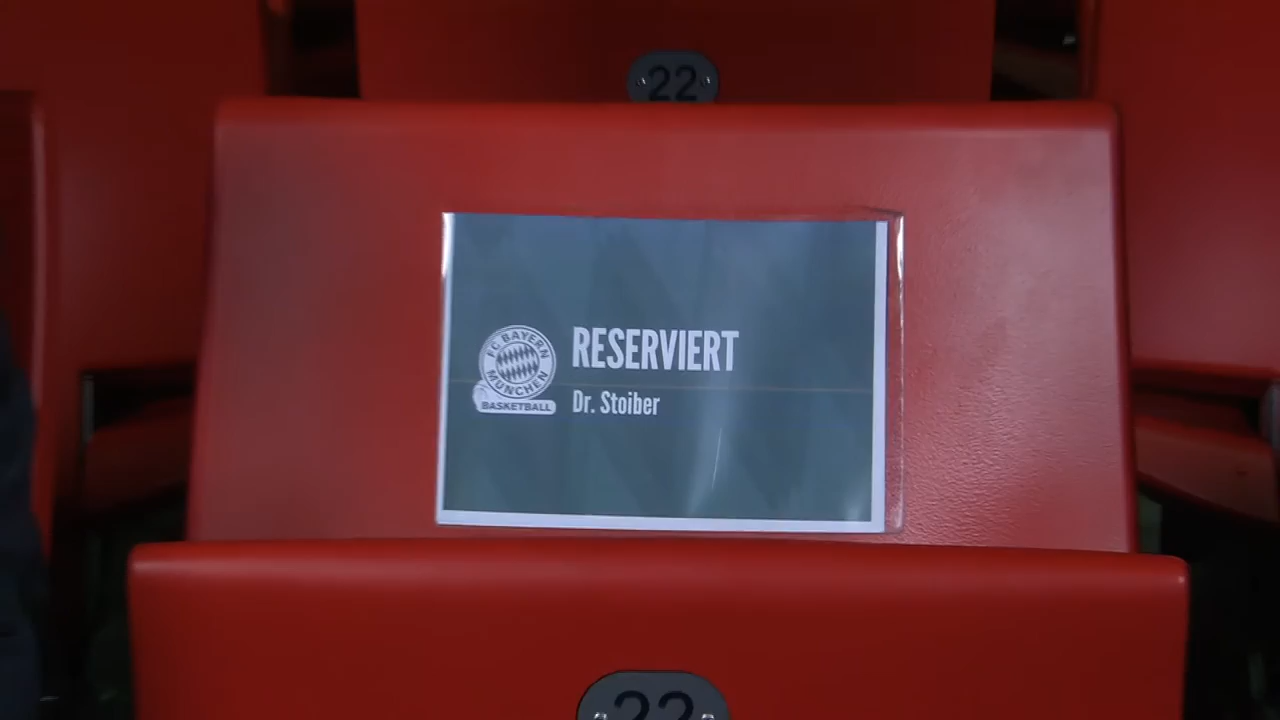 22
RESERVIERT
Dr. Stoiber
FC BAYERN
MÜNCHEN
BASKETBALL
22